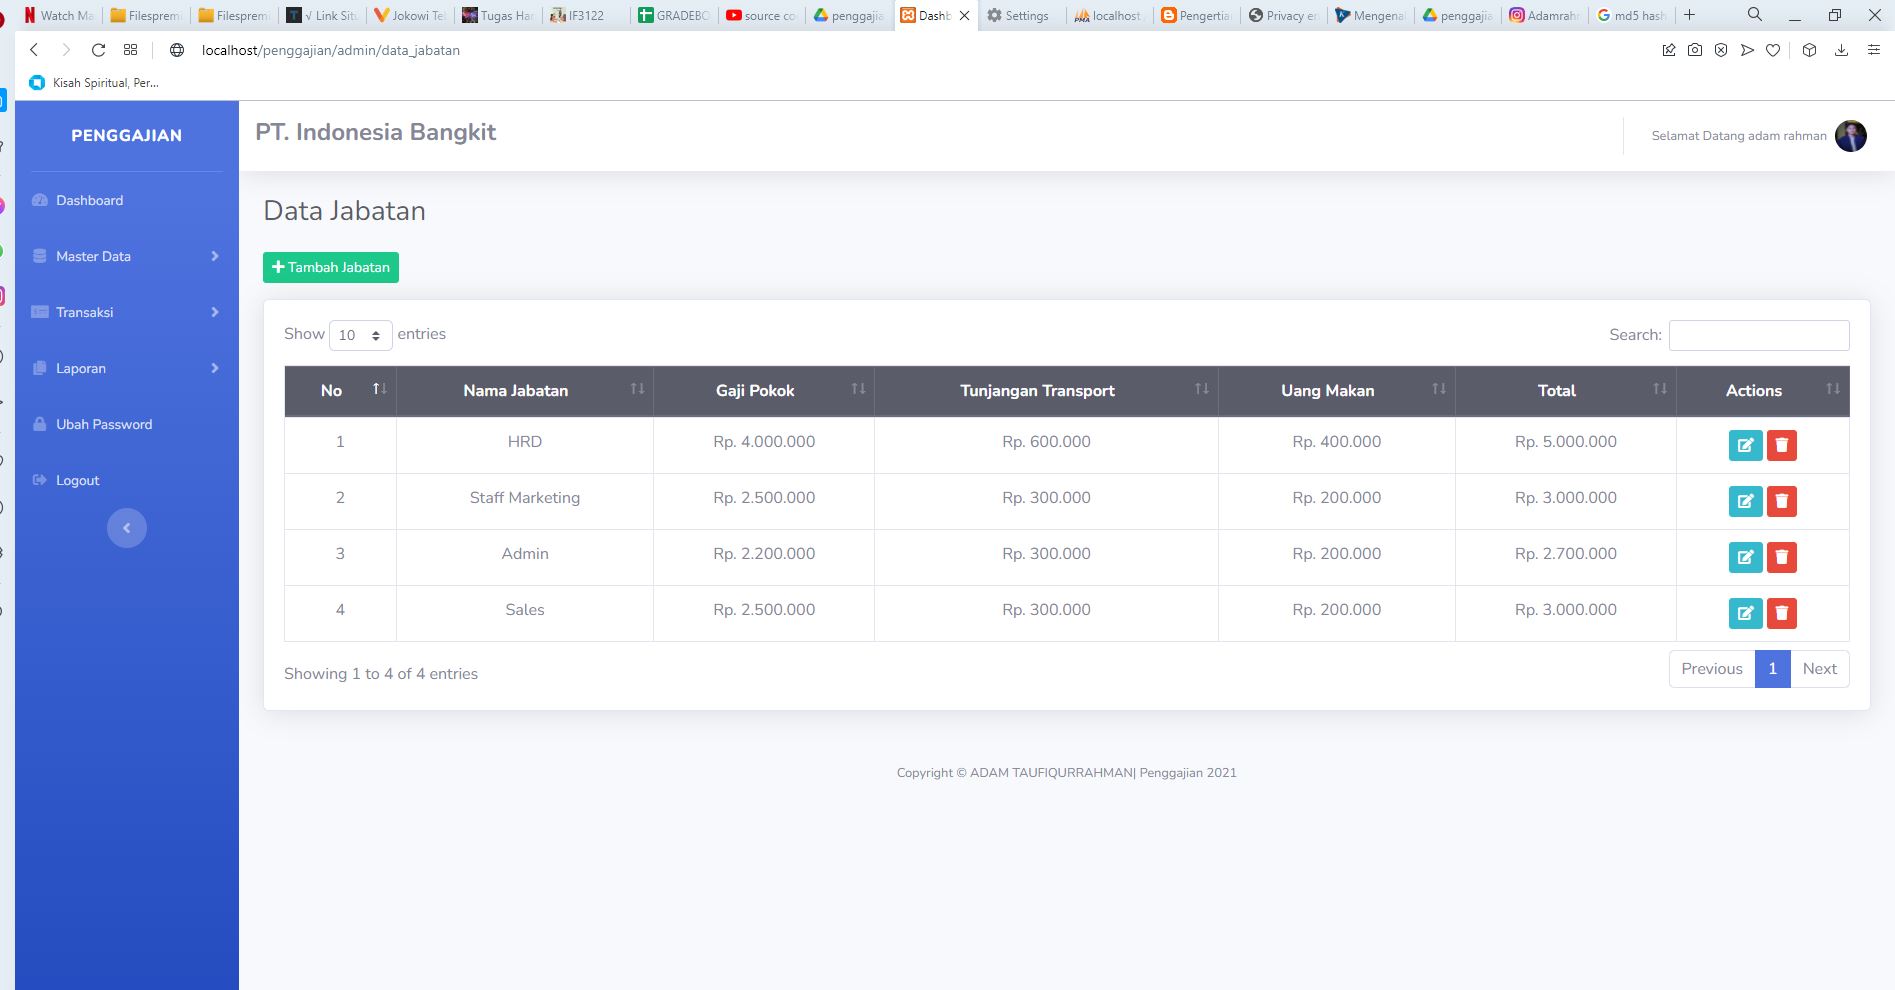 Watch Ma
Filesprem
Filesprem
√ Link Sit
Jokowi Te
Tugas Har
IF3122
GRADEBO
source co
penggajia
Dashb
Settings
localhost
Pengertia
Privacy er
Mengenal
penggajia
Adamrahr
md5 hash
localhost/penggajian/admin/data_jabatan
Kisah Spiritual, Per...
PENGGAJIAN
PT. Indonesia Bangkit
Selamat Datang adam rahman
Dashboard
Master Data
Transaksi
Laporan
Ubah Password
Logout
Data Jabatan
Tambah Jabatan
Show 10 entries
Search:
No Nama Jabatan Gaji Pokok Tunjangan Transport Uang Makan Total Actions
1 HRD Rp. 4.000.000 Rp. 600.000 Rp. 400.000 Rp. 5.000.000
2 Staff Marketing Rp. 2.500.000 Rp. 300.000 Rp. 200.000 Rp. 3.000.000
3 Admin Rp. 2.200.000 Rp. 300.000 Rp. 200.000 Rp. 2.700.000
4 Sales Rp. 2.500.000 Rp. 300.000 Rp. 200.000 Rp. 3.000.000
Showing 1 to 4 of 4 entries
Previous 1 Next
Copyright © ADAM TAUFIQURRAHMAN| Penggajian 2021